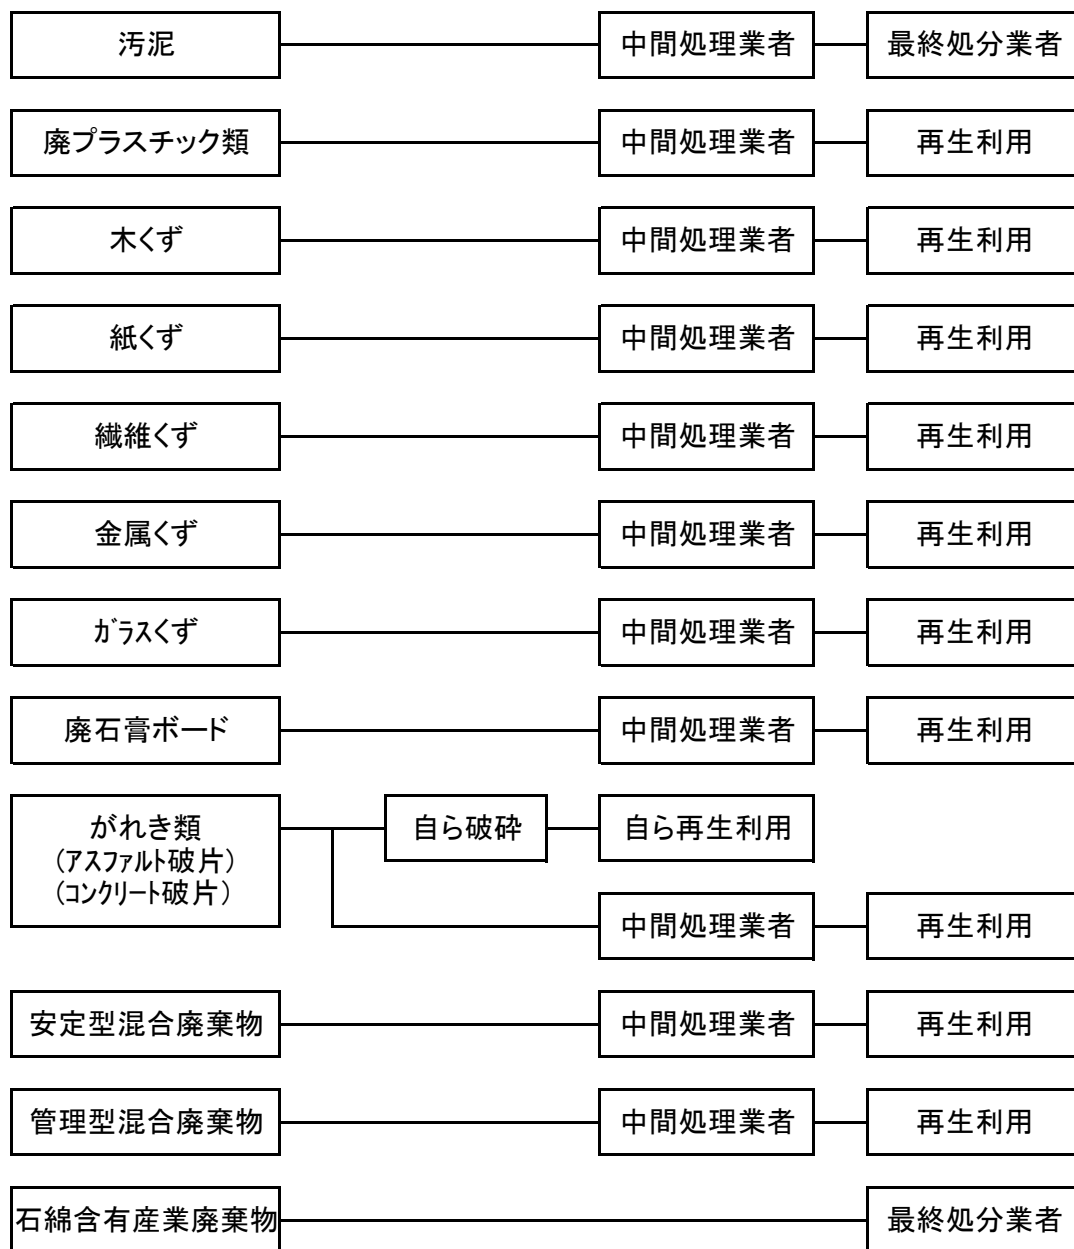 汚泥 中間処理業者 最終処分業者
廃プラスチック類 中間処理業者 再生利用
木くず 中間処理業者 再生利用
紙くず 中間処理業者 再生利用
繊維くず 中間処理業者 再生利用
金属くず 中間処理業者 再生利用
ガラスくず 中間処理業者 再生利用
廃石膏ボード 中間処理業者 再生利用
がれき類 自ら破砕 自ら再生利用
(アスファルト破片)
(コンクリート破片)
中間処理業者 再生利用
安定型混合廃棄物 中間処理業者 再生利用
管理型混合廃棄物 中間処理業者 再生利用
石綿含有産業廃棄物 最終処分業者